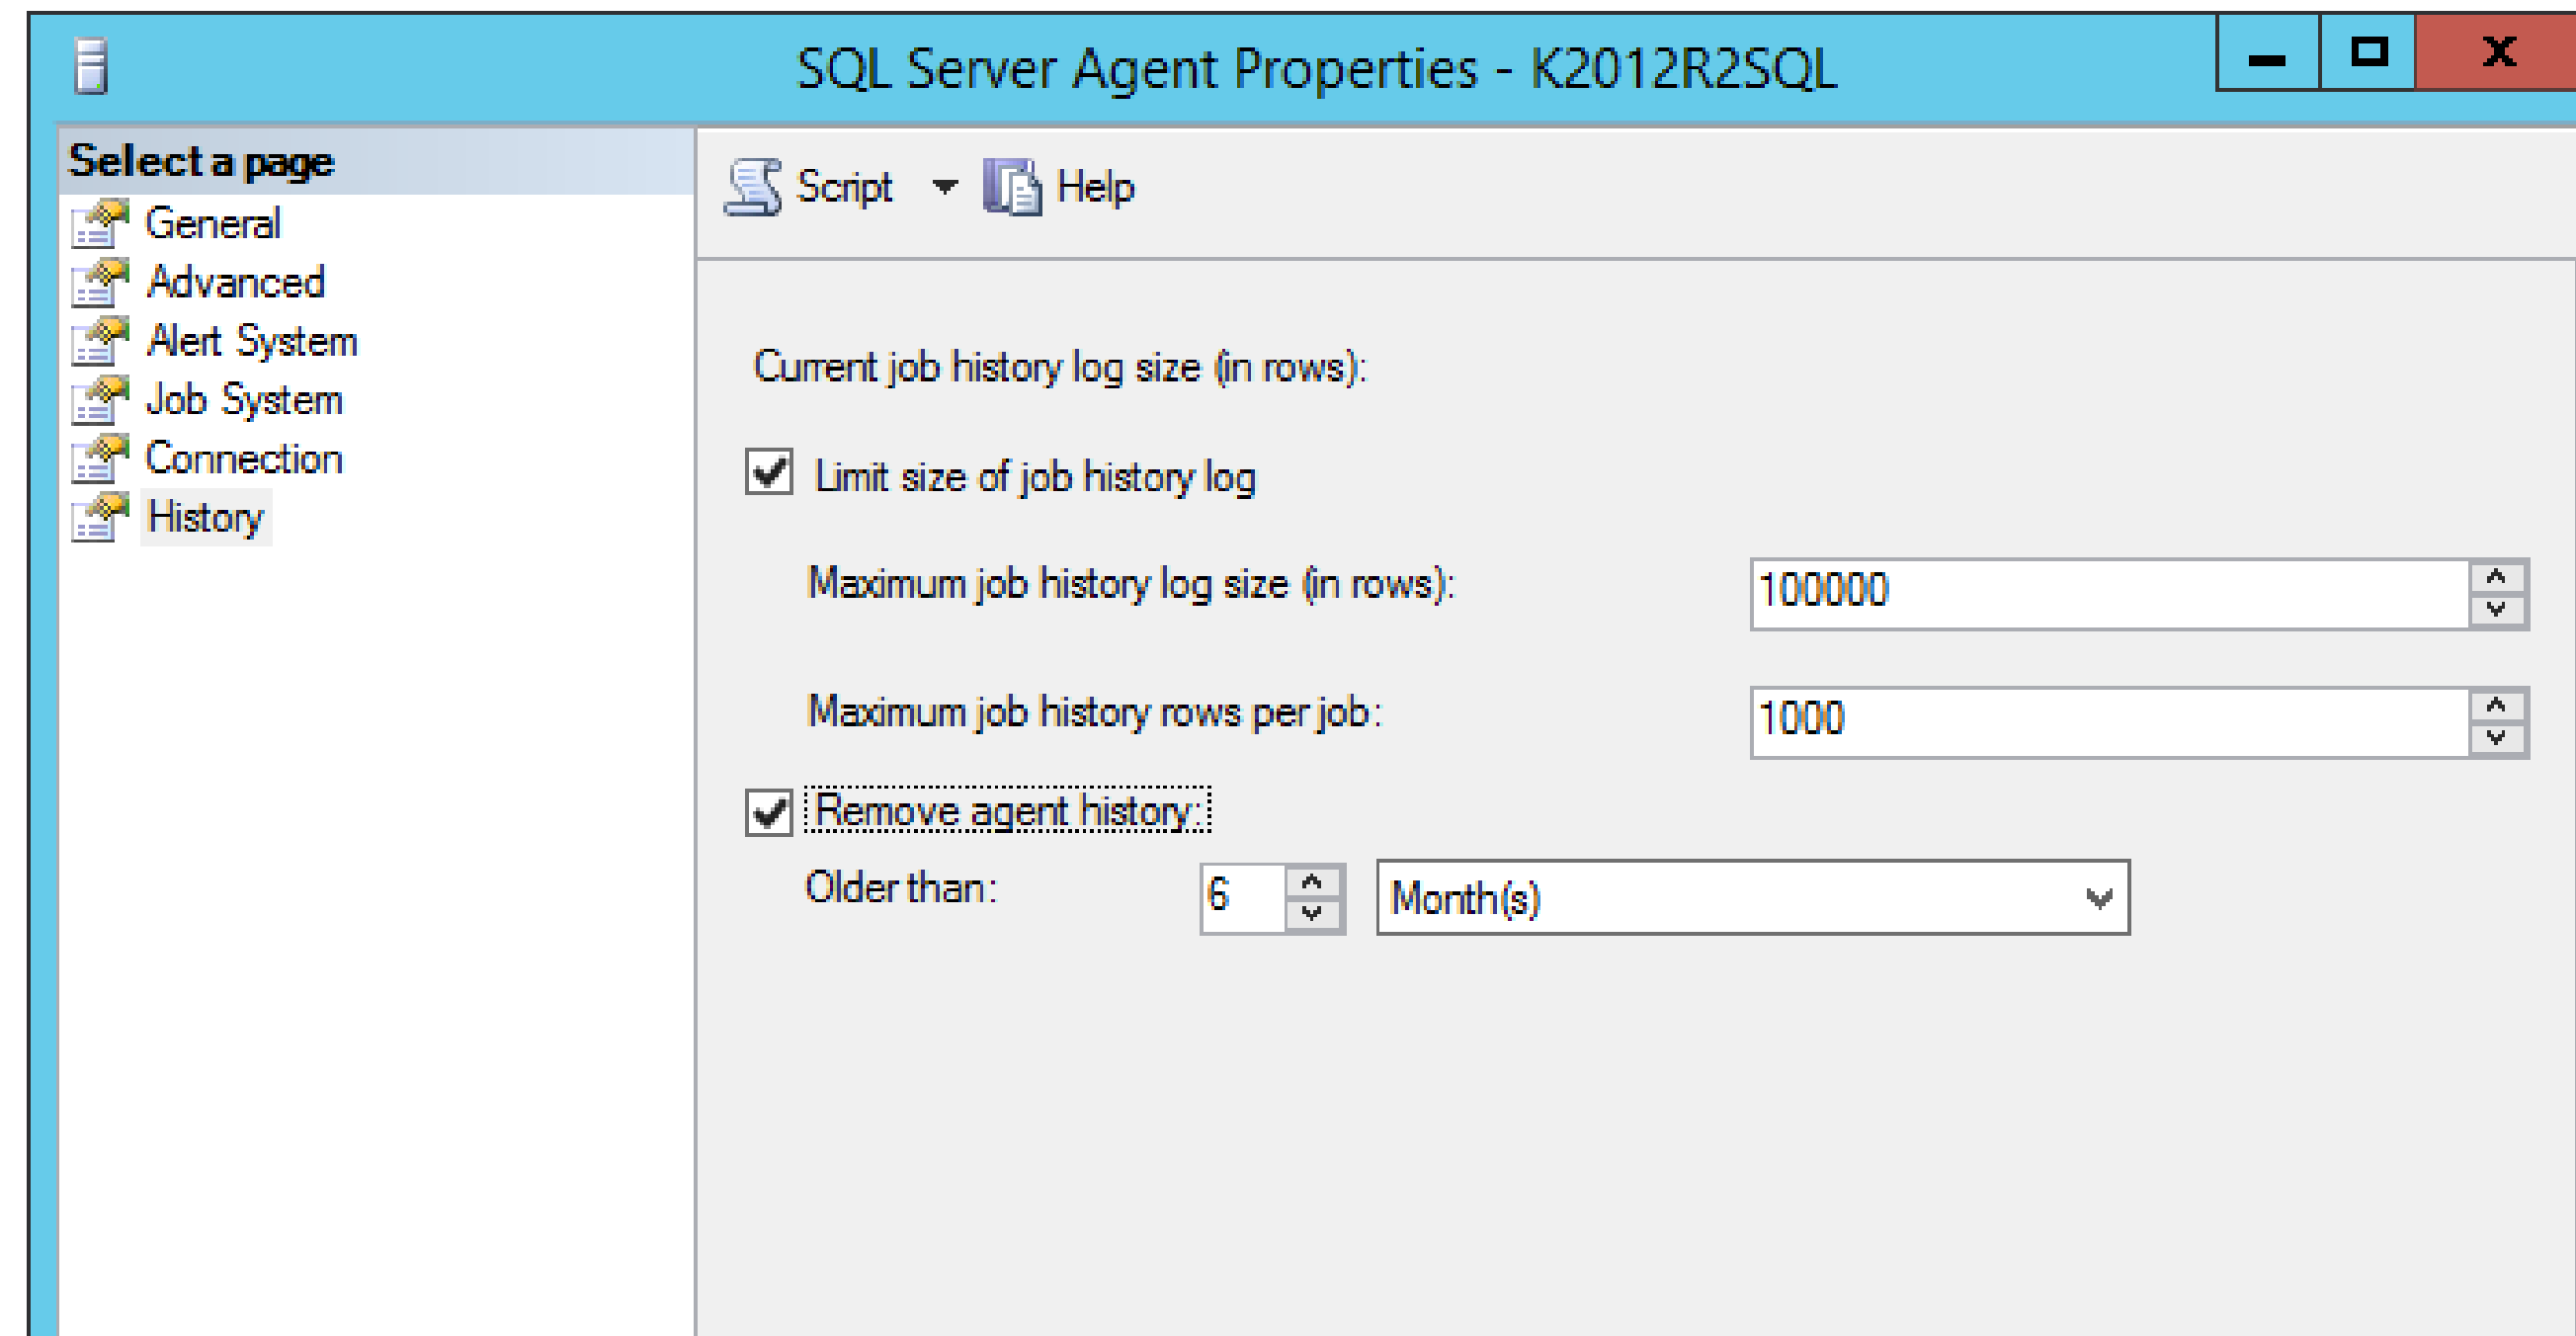 SQL Server Agent Properties - K2012R2SQL
Select a page
General
Advanced
Alert System
Job System
Connection
History
Script Help
Current job history log size (in rows):
Limit size of job history log
Maximum job history log size (in rows): 100000
Maximum job history rows per job: 1000
Remove agent history:
Older than: 6 Month(s)